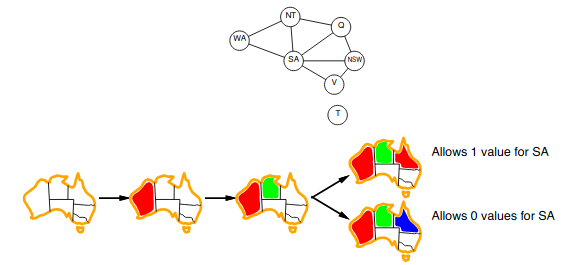 NT
Q
WA
SA
NSW
V
T
Allows 1 value for SA
Allows 0 values for SA